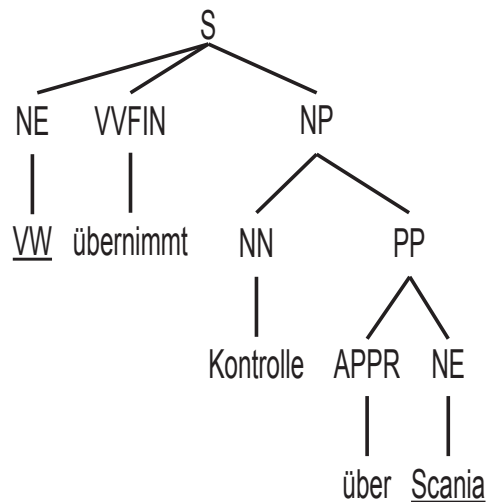 S
NE VVFIN NP
VW übernimmt NN PP
Kontrolle APPR NE
über Scania